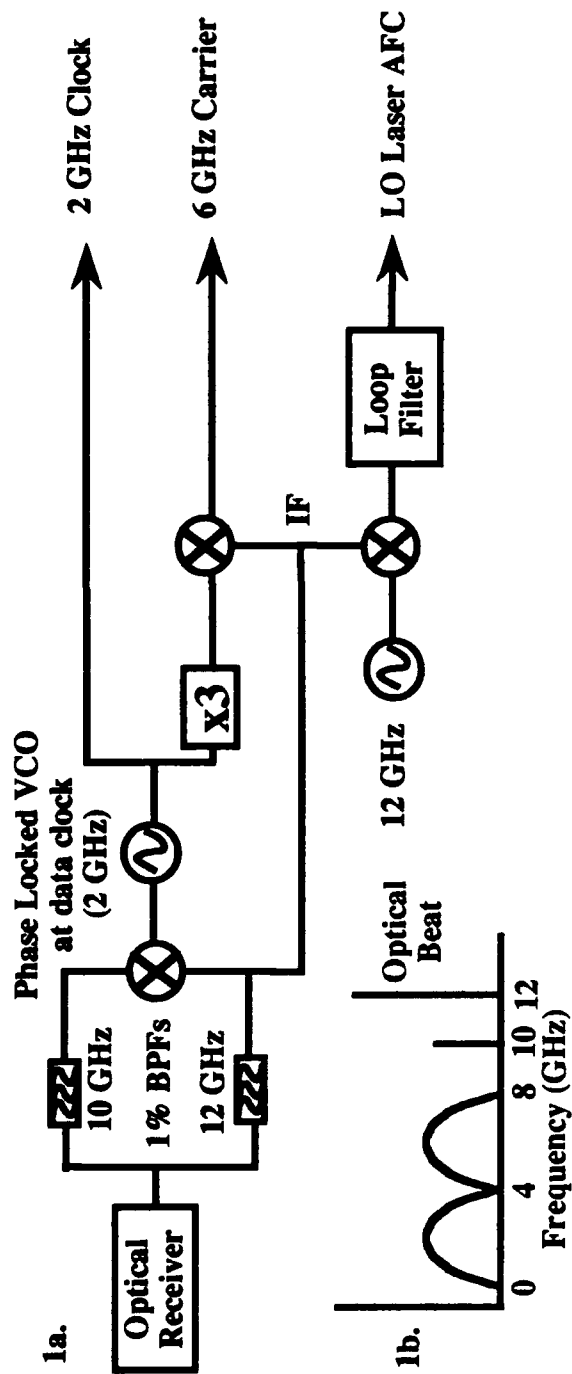 1a.
Optical
Receiver
10 GHz
1% BPFs
12 GHz
Phase Locked VCO
at data clock
(2 GHz)
x3
2 GHz Clock
6 GHz Carrier
IF
12 GHz
Loop
Filter
LO Laser AFC
1b.
Optical
Beat
0 4 8 10 12
Frequency (GHz)